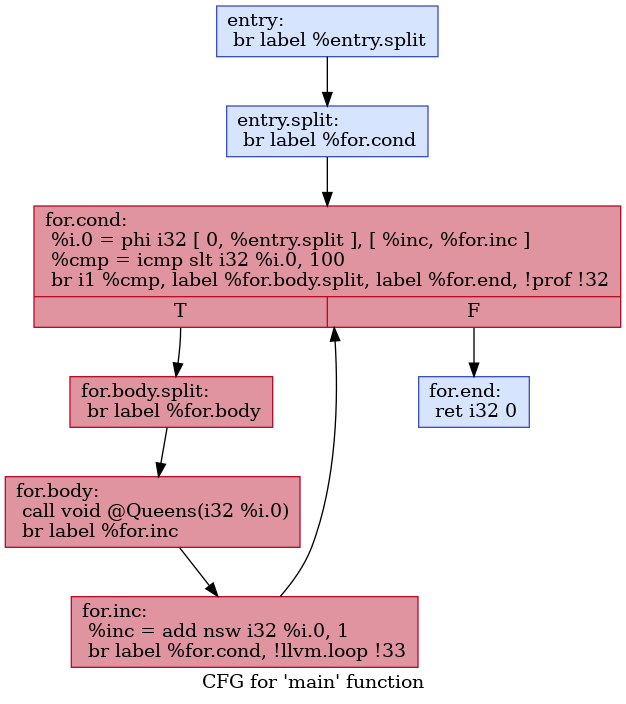 entry:
br label %entry.split
entry.split:
br label %for.cond
for.cond:
%i.0 = phi i32 [ 0, %entry.split ], [ %inc, %for.inc ]
%cmp = icmp slt i32 %i.0, 100
br i1 %cmp, label %for.body.split, label %for.end, !prof !32
T
F
for.body.split:
br label %for.body
for.end:
ret i32 0
for.body:
call void @Queens(i32 %i.0)
br label %for.inc
for.inc:
%inc = add nsw i32 %i.0, 1
br label %for.cond, !llvm.loop !33
CFG for 'main' function